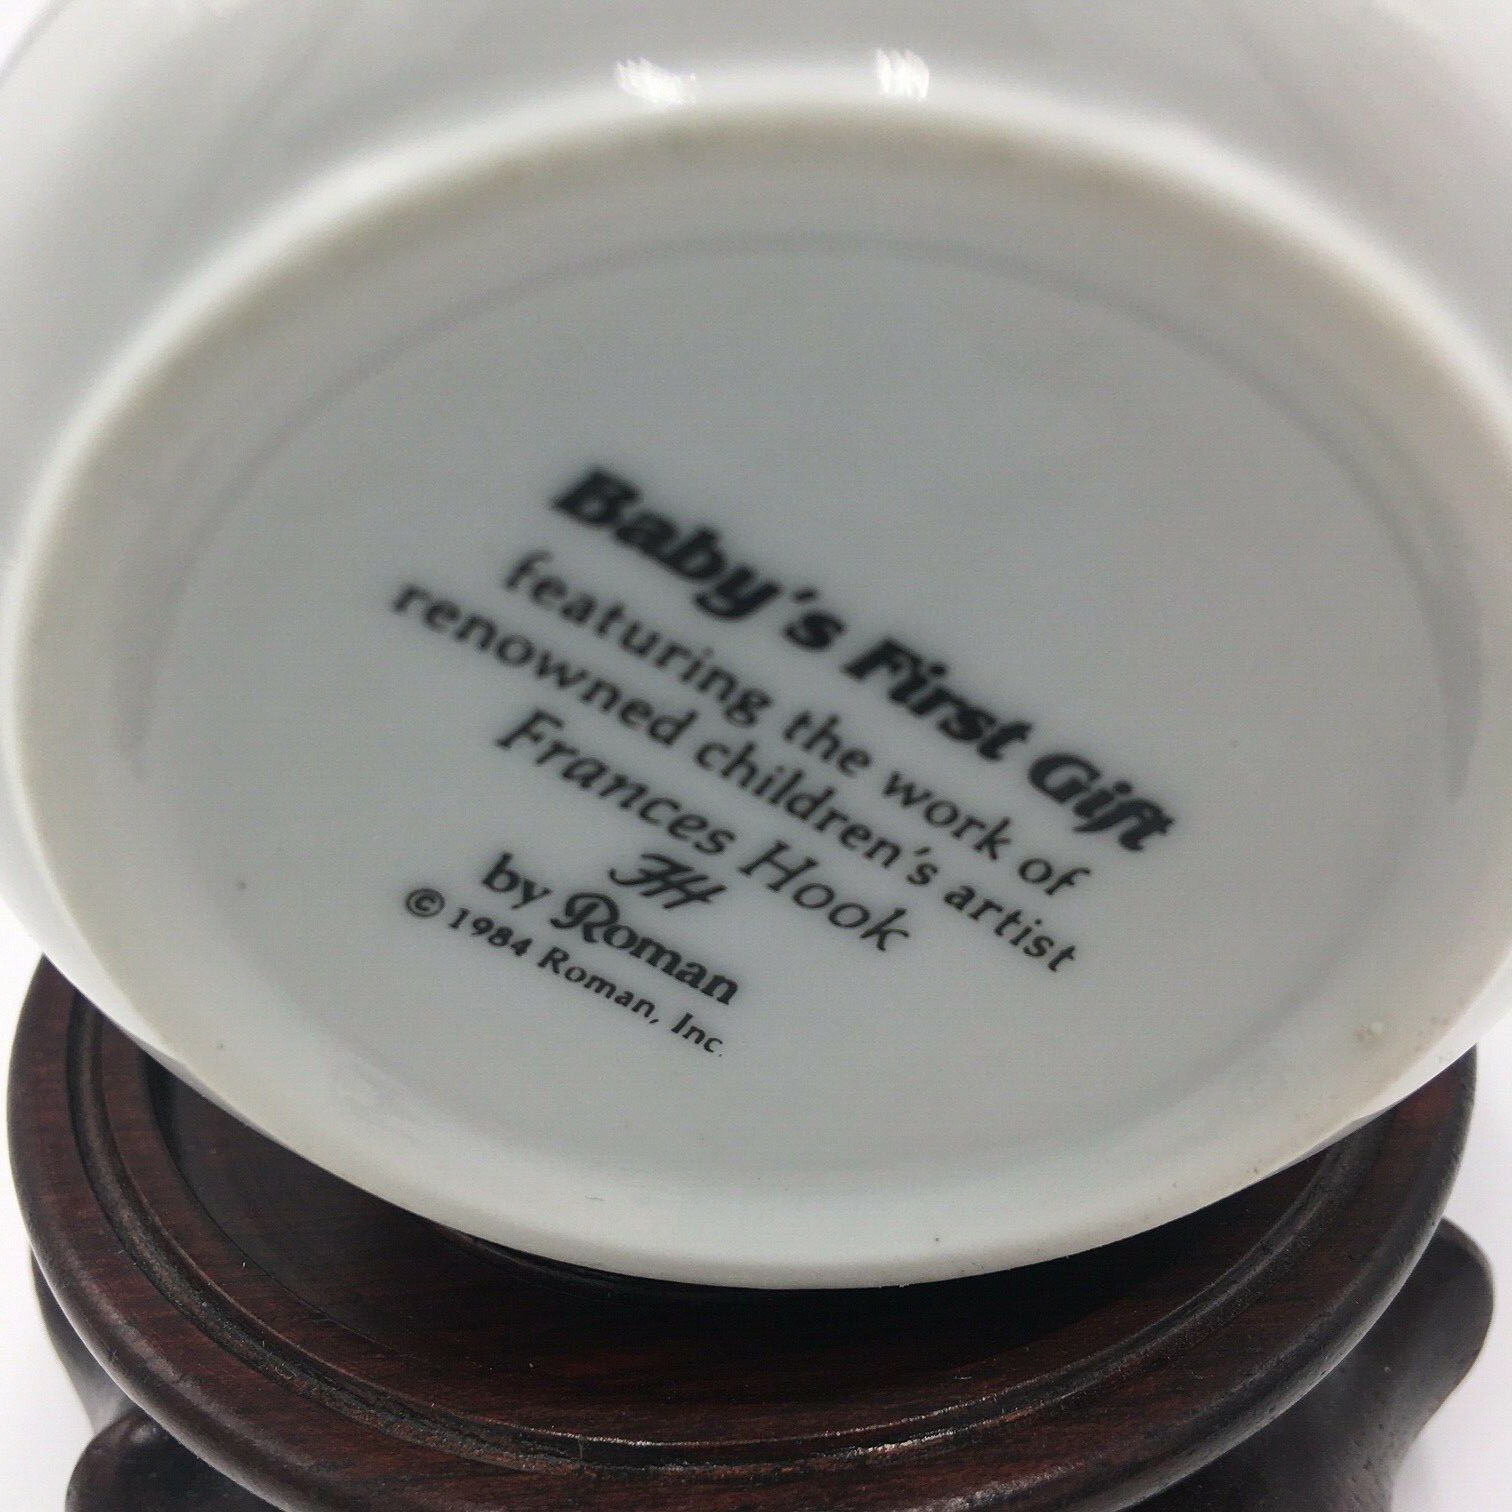 Baby's First Gift
featuring the work of
renowned children's artist
Frances Hook
FH
by Roman
© 1984 Roman, Inc.